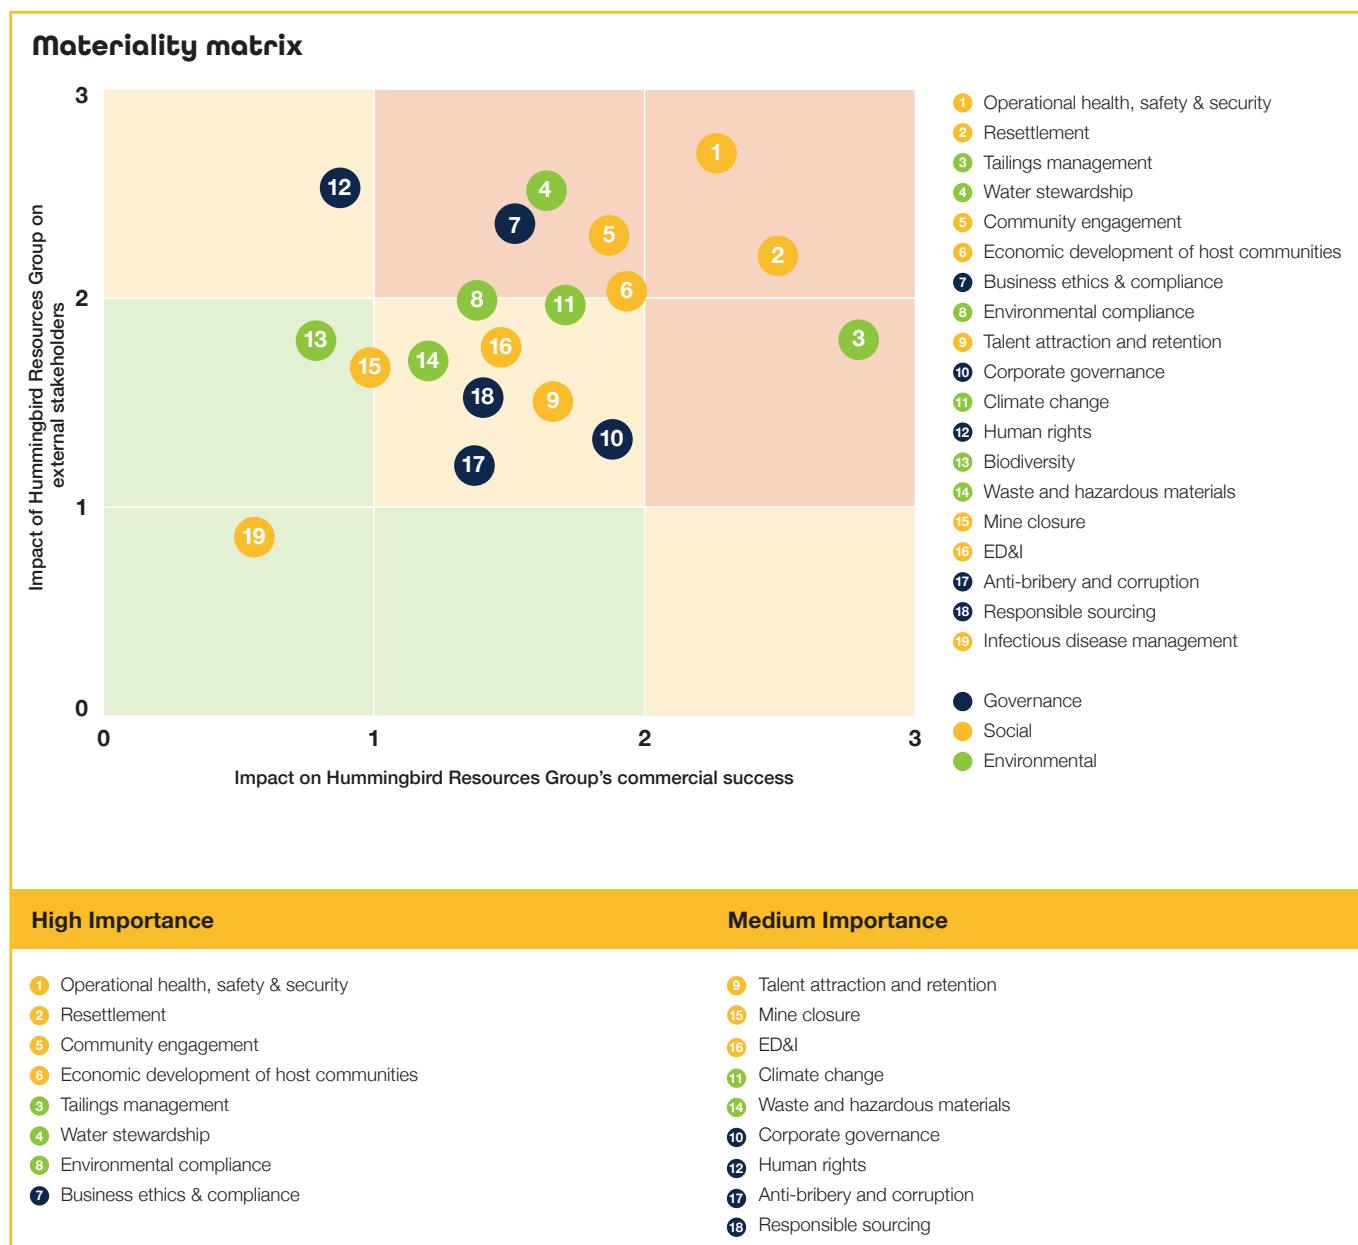 Materiality matrix
3
2
1
0
0
1
2
3
Impact of Hummingbird Resources Group on
external stakeholders
Impact on Hummingbird Resources Group's commercial success
12
4
7
5
1
2
6
8
11
3
13
15
14
16
18
9
10
17
19
1 Operational health, safety & security
2 Resettlement
3 Tailings management
4 Water stewardship
5 Community engagement
6 Economic development of host communities
7 Business ethics & compliance
8 Environmental compliance
9 Talent attraction and retention
10 Corporate governance
11 Climate change
12 Human rights
13 Biodiversity
14 Waste and hazardous materials
15 Mine closure
16 ED&I
17 Anti-bribery and corruption
18 Responsible sourcing
19 Infectious disease management
Governance
Social
Environmental
High Importance
1 Operational health, safety & security
2 Resettlement
5 Community engagement
6 Economic development of host communities
3 Tailings management
4 Water stewardship
8 Environmental compliance
7 Business ethics & compliance
Medium Importance
9 Talent attraction and retention
15 Mine closure
16 ED&I
11 Climate change
14 Waste and hazardous materials
10 Corporate governance
12 Human rights
17 Anti-bribery and corruption
18 Responsible sourcing